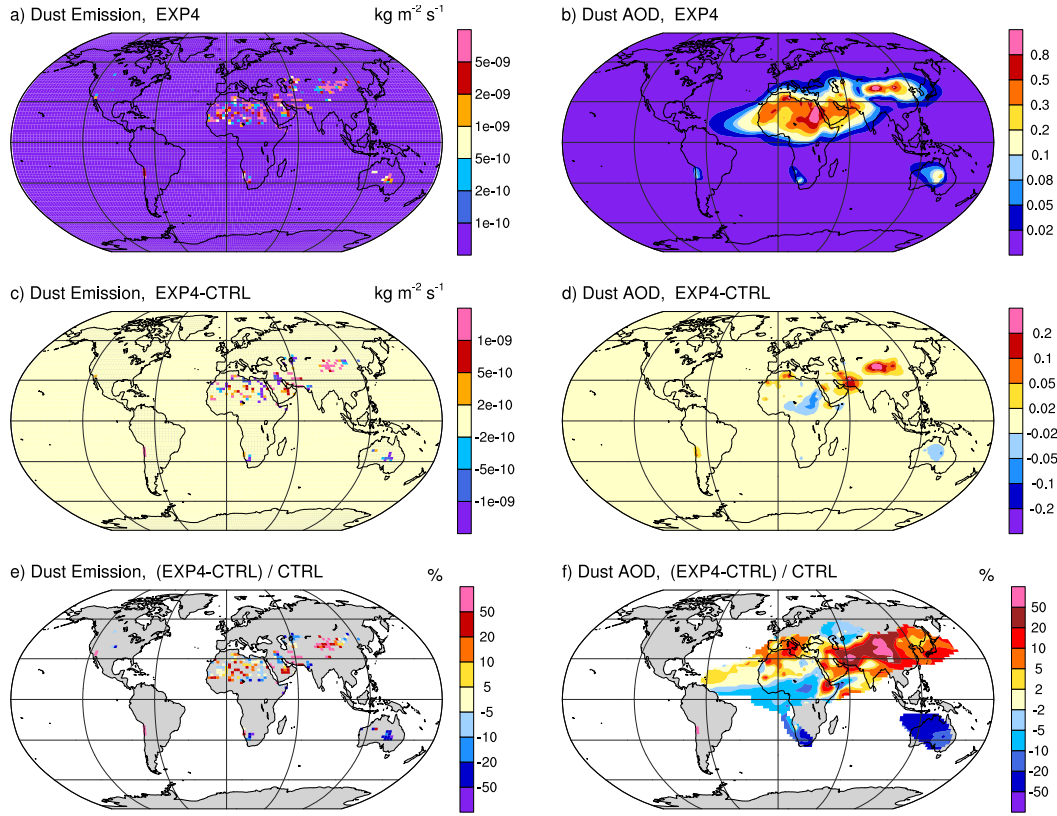 a) Dust Emission, EXP4 kg m⁻² s⁻¹
5e-09
2e-09
1e-09
5e-10
2e-10
1e-10
b) Dust AOD, EXP4
0.8
0.5
0.3
0.2
0.1
0.08
0.05
0.02
c) Dust Emission, EXP4-CTRL kg m⁻² s⁻¹
1e-09
5e-10
2e-10
-2e-10
-5e-10
-1e-09
d) Dust AOD, EXP4-CTRL
0.2
0.1
0.05
0.02
-0.02
-0.05
-0.1
-0.2
e) Dust Emission, (EXP4-CTRL) / CTRL %
50
20
10
5
-5
-10
-20
-50
f) Dust AOD, (EXP4-CTRL) / CTRL %
50
20
10
5
2
-2
-5
-10
-20
-50